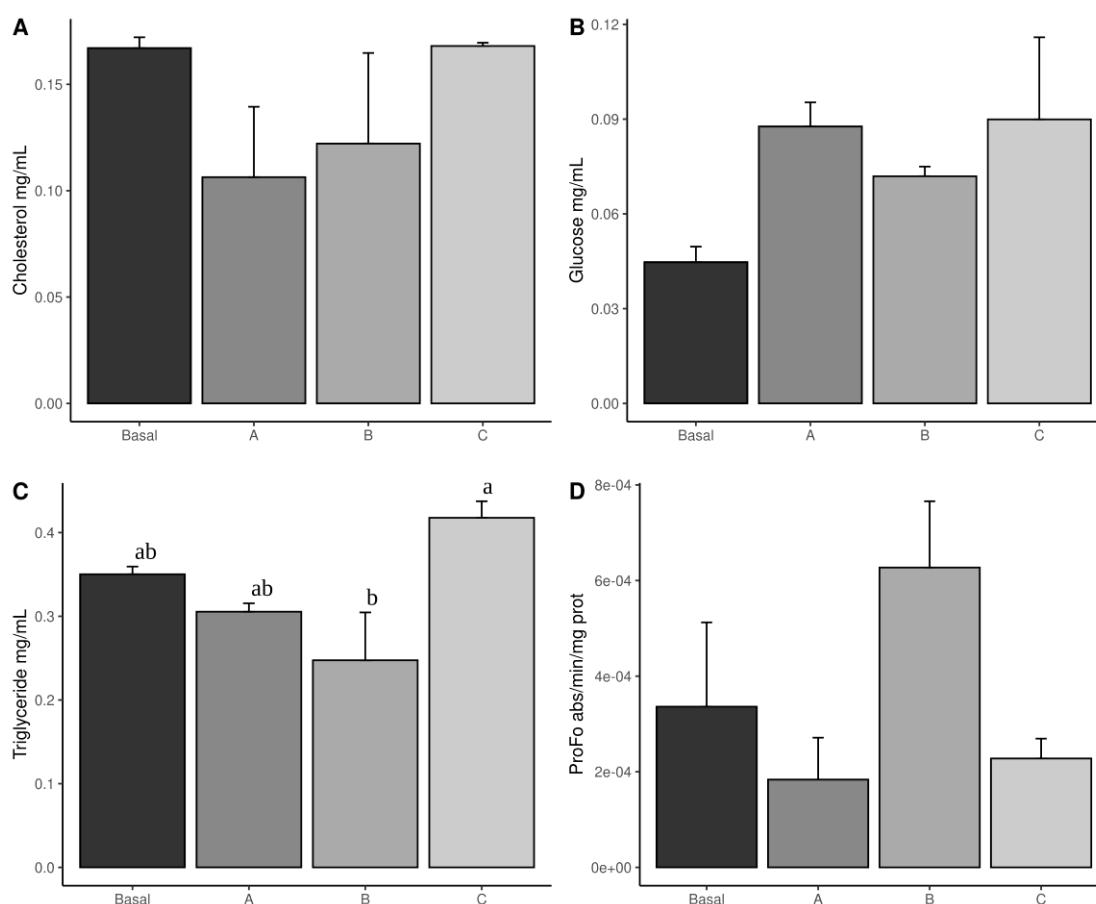 A
Cholesterol mg/mL
0.15
0.10
0.05
0.00
Basal A B C
B
Glucose mg/mL
0.12
0.09
0.06
0.03
0.00
Basal A B C
C
Triglyceride mg/mL
0.4
0.3
0.2
0.1
0.0
ab ab b a
Basal A B C
D
ProFo abs/min/mg prot
8e-04
6e-04
4e-04
2e-04
0e+00
Basal A B C